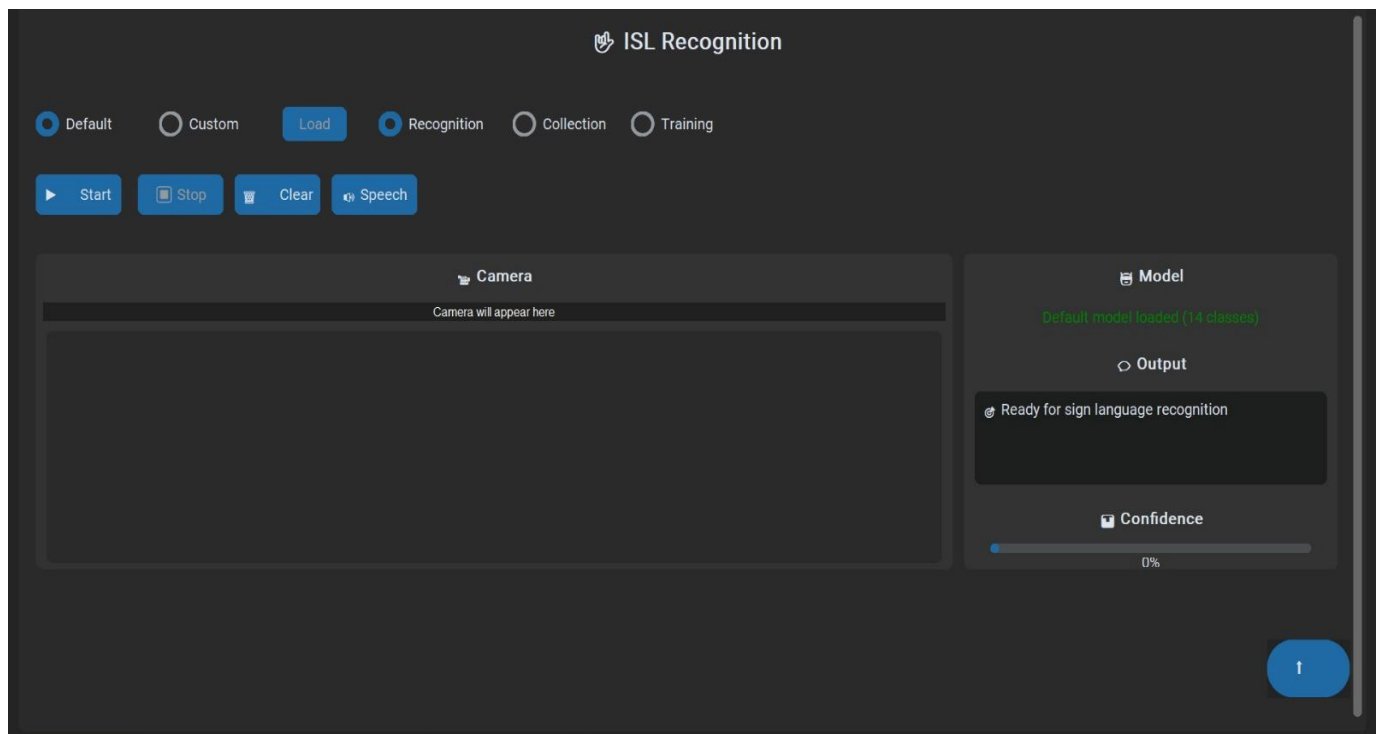 ISL Recognition
Default Custom Load Recognition Collection Training
Start Stop Clear Speech
Camera
Camera will appear here
Model
Default model loaded (14 classes)
Output
Ready for sign language recognition
Confidence
0%